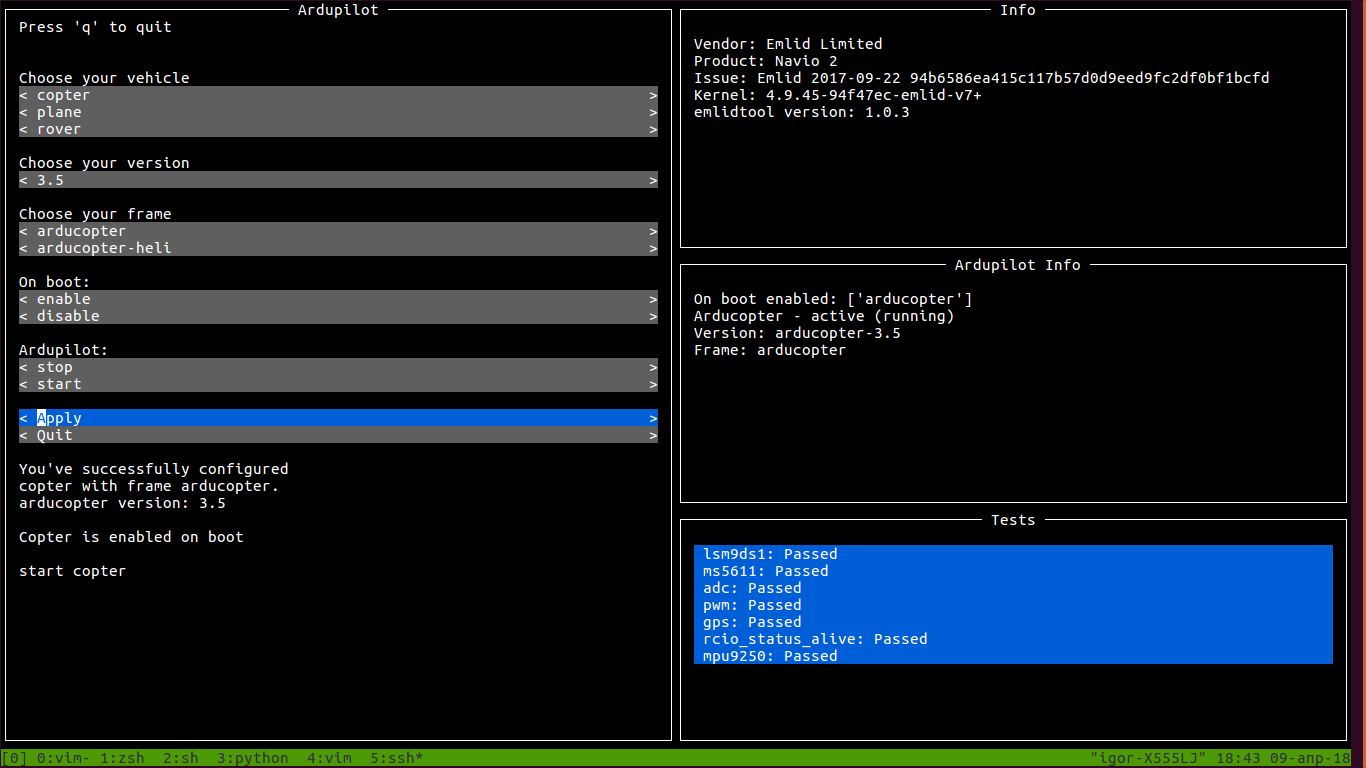 Ardupilot
Press 'q' to quit
Choose your vehicle
< copter >
< plane >
< rover >
Choose your version
< 3.5 >
Choose your frame
< arducopter >
< arducopter-heli >
On boot:
< enable >
< disable >
Ardupilot:
< stop >
< start >
< Apply >
< Quit >
You've successfully configured
copter with frame arducopter.
arducopter version: 3.5
Copter is enabled on boot
start copter
Info
Vendor: Emlid Limited
Product: Navio 2
Issue: Emlid 2017-09-22 94b6586ea415c117b57d0d9eed9fc2df0bf1bcfd
Kernel: 4.9.45-94f47ec-emlid-v7+
emlidtool version: 1.0.3
Ardupilot Info
On boot enabled: ['arducopter']
Arducopter - active (running)
Version: arducopter-3.5
Frame: arducopter
Tests
lsm9ds1: Passed
ms5611: Passed
adc: Passed
pwm: Passed
gps: Passed
rcio_status_alive: Passed
mpu9250: Passed
[0] 0:vim- 1:zsh 2:sh 3:python 4:vim 5:ssh* "igor-X555LJ" 18:43 09-апр-18